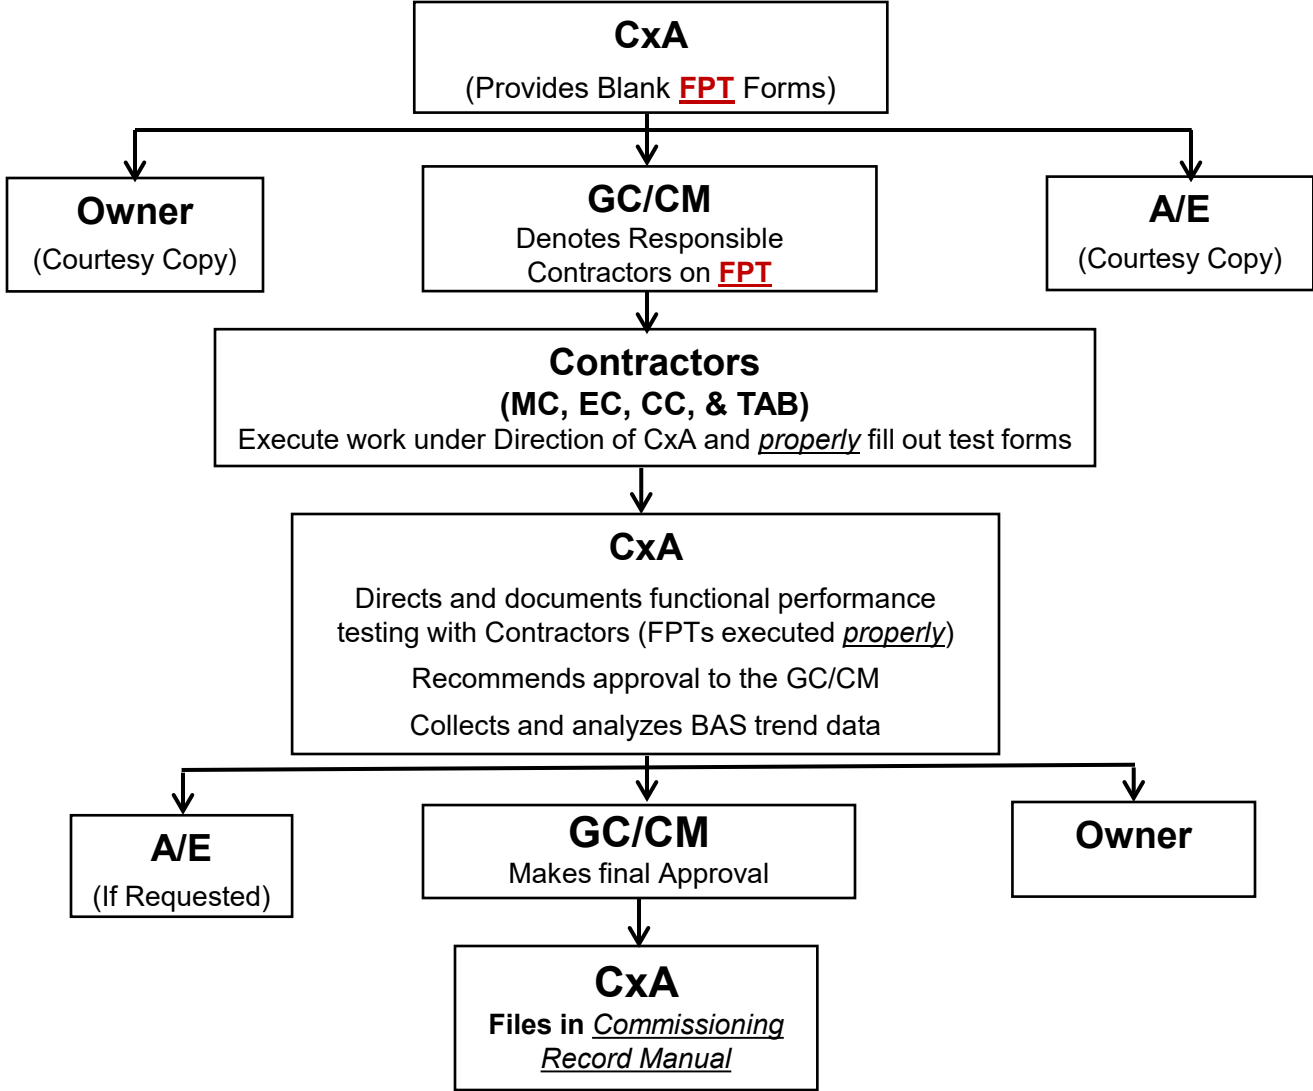 CxA
(Provides Blank FPT Forms)
Owner
(Courtesy Copy)
GC/CM
Denotes Responsible
Contractors on FPT
A/E
(Courtesy Copy)
Contractors
(MC, EC, CC, & TAB)
Execute work under Direction of CxA and properly fill out test forms
CxA
Directs and documents functional performance
testing with Contractors (FPTs executed properly)
Recommends approval to the GC/CM
Collects and analyzes BAS trend data
A/E
(If Requested)
GC/CM
Makes final Approval
Owner
CxA
Files in Commissioning
Record Manual